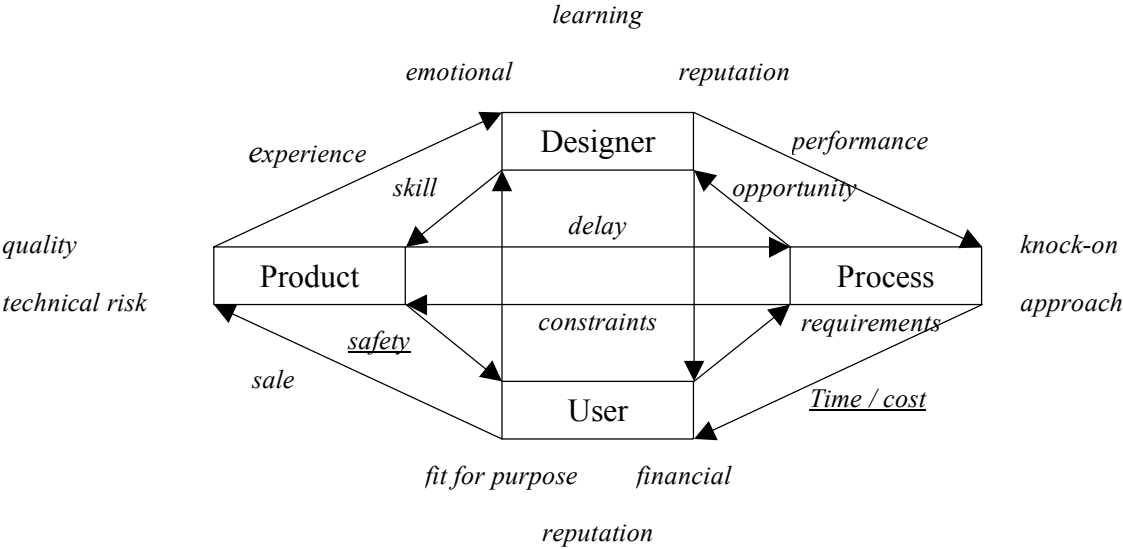 learning
emotional
reputation
Designer
experience
performance
skill
opportunity
delay
quality
knock-on
Product
Process
technical risk
approach
constraints
requirements
safety
sale
Time / cost
User
fit for purpose
financial
reputation